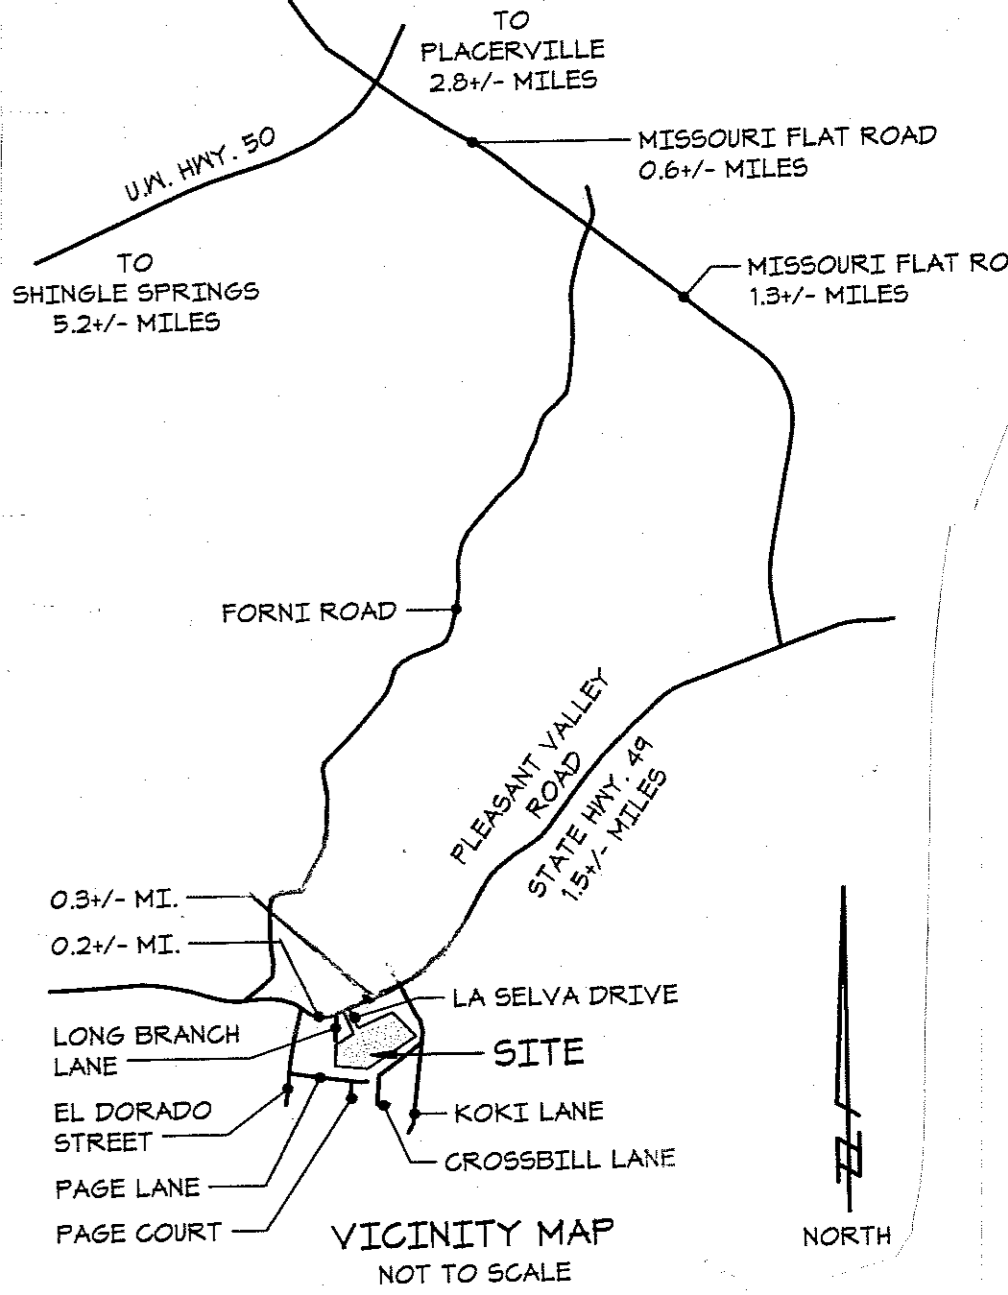 TO
PLACERVILLE
2.8+/- MILES
MISSOURI FLAT ROAD
0.6+/- MILES
U.W. HWY. 50
TO
SHINGLE SPRINGS
5.2+/- MILES
MISSOURI FLAT RO
1.3+/- MILES
FORNI ROAD
PLEASANT VALLEY
ROAD
STATE HWY. 49
1.5+/- MILES
0.3+/- MI.
0.2+/- MI.
LA SELVA DRIVE
LONG BRANCH
LANE
SITE
EL DORADO
STREET
KOKI LANE
CROSSBILL LANE
PAGE LANE
PAGE COURT
VICINITY MAP
NOT TO SCALE
NORTH